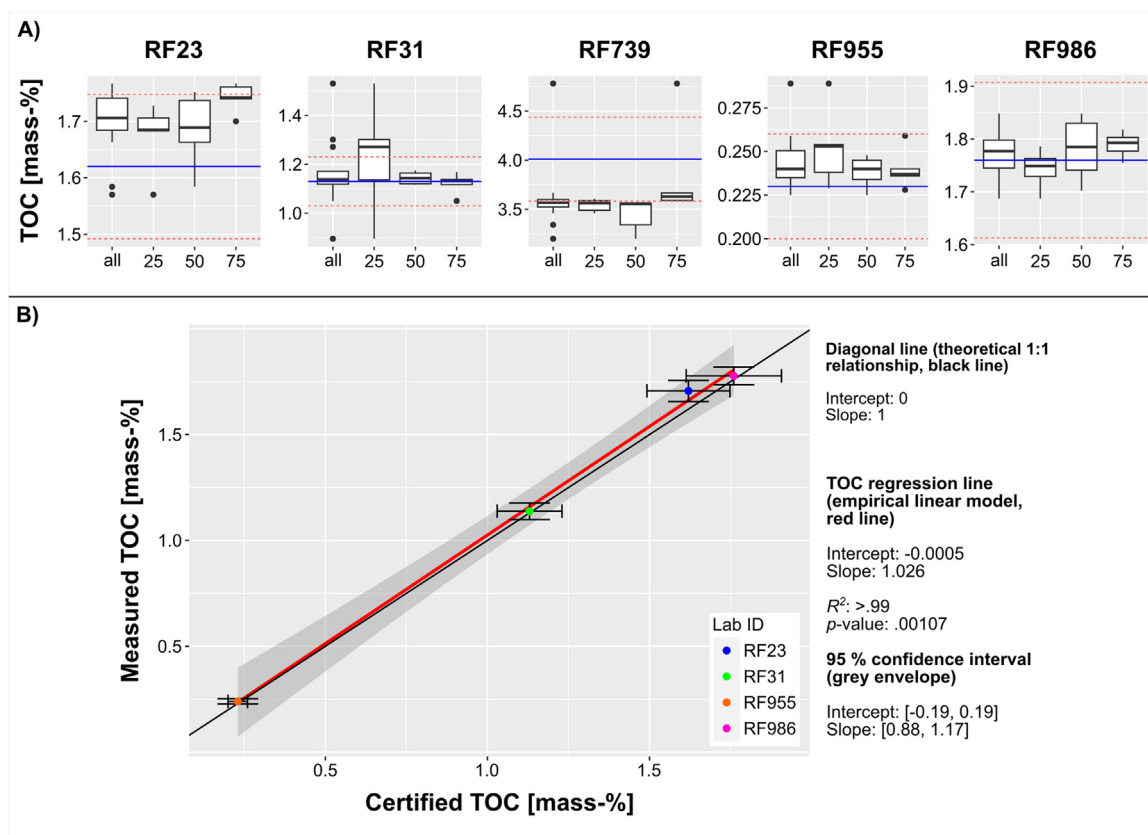 A)
RF23
RF31
RF739
RF955
RF986
TOC [mass-%]
1.7
1.6
1.5
all 25 50 75
1.4
1.2
1.0
all 25 50 75
4.5
4.0
3.5
all 25 50 75
0.275
0.250
0.225
0.200
all 25 50 75
1.9
1.8
1.7
1.6
all 25 50 75
B)
Measured TOC [mass-%]
1.5
1.0
0.5
0.5 1.0 1.5
Certified TOC [mass-%]
Lab ID
RF23
RF31
RF955
RF986
Diagonal line (theoretical 1:1
relationship, black line)
Intercept: 0
Slope: 1
TOC regression line
(empirical linear model,
red line)
Intercept: -0.0005
Slope: 1.026
R²: >.99
p-value: .00107
95 % confidence interval
(grey envelope)
Intercept: [-0.19, 0.19]
Slope: [0.88, 1.17]